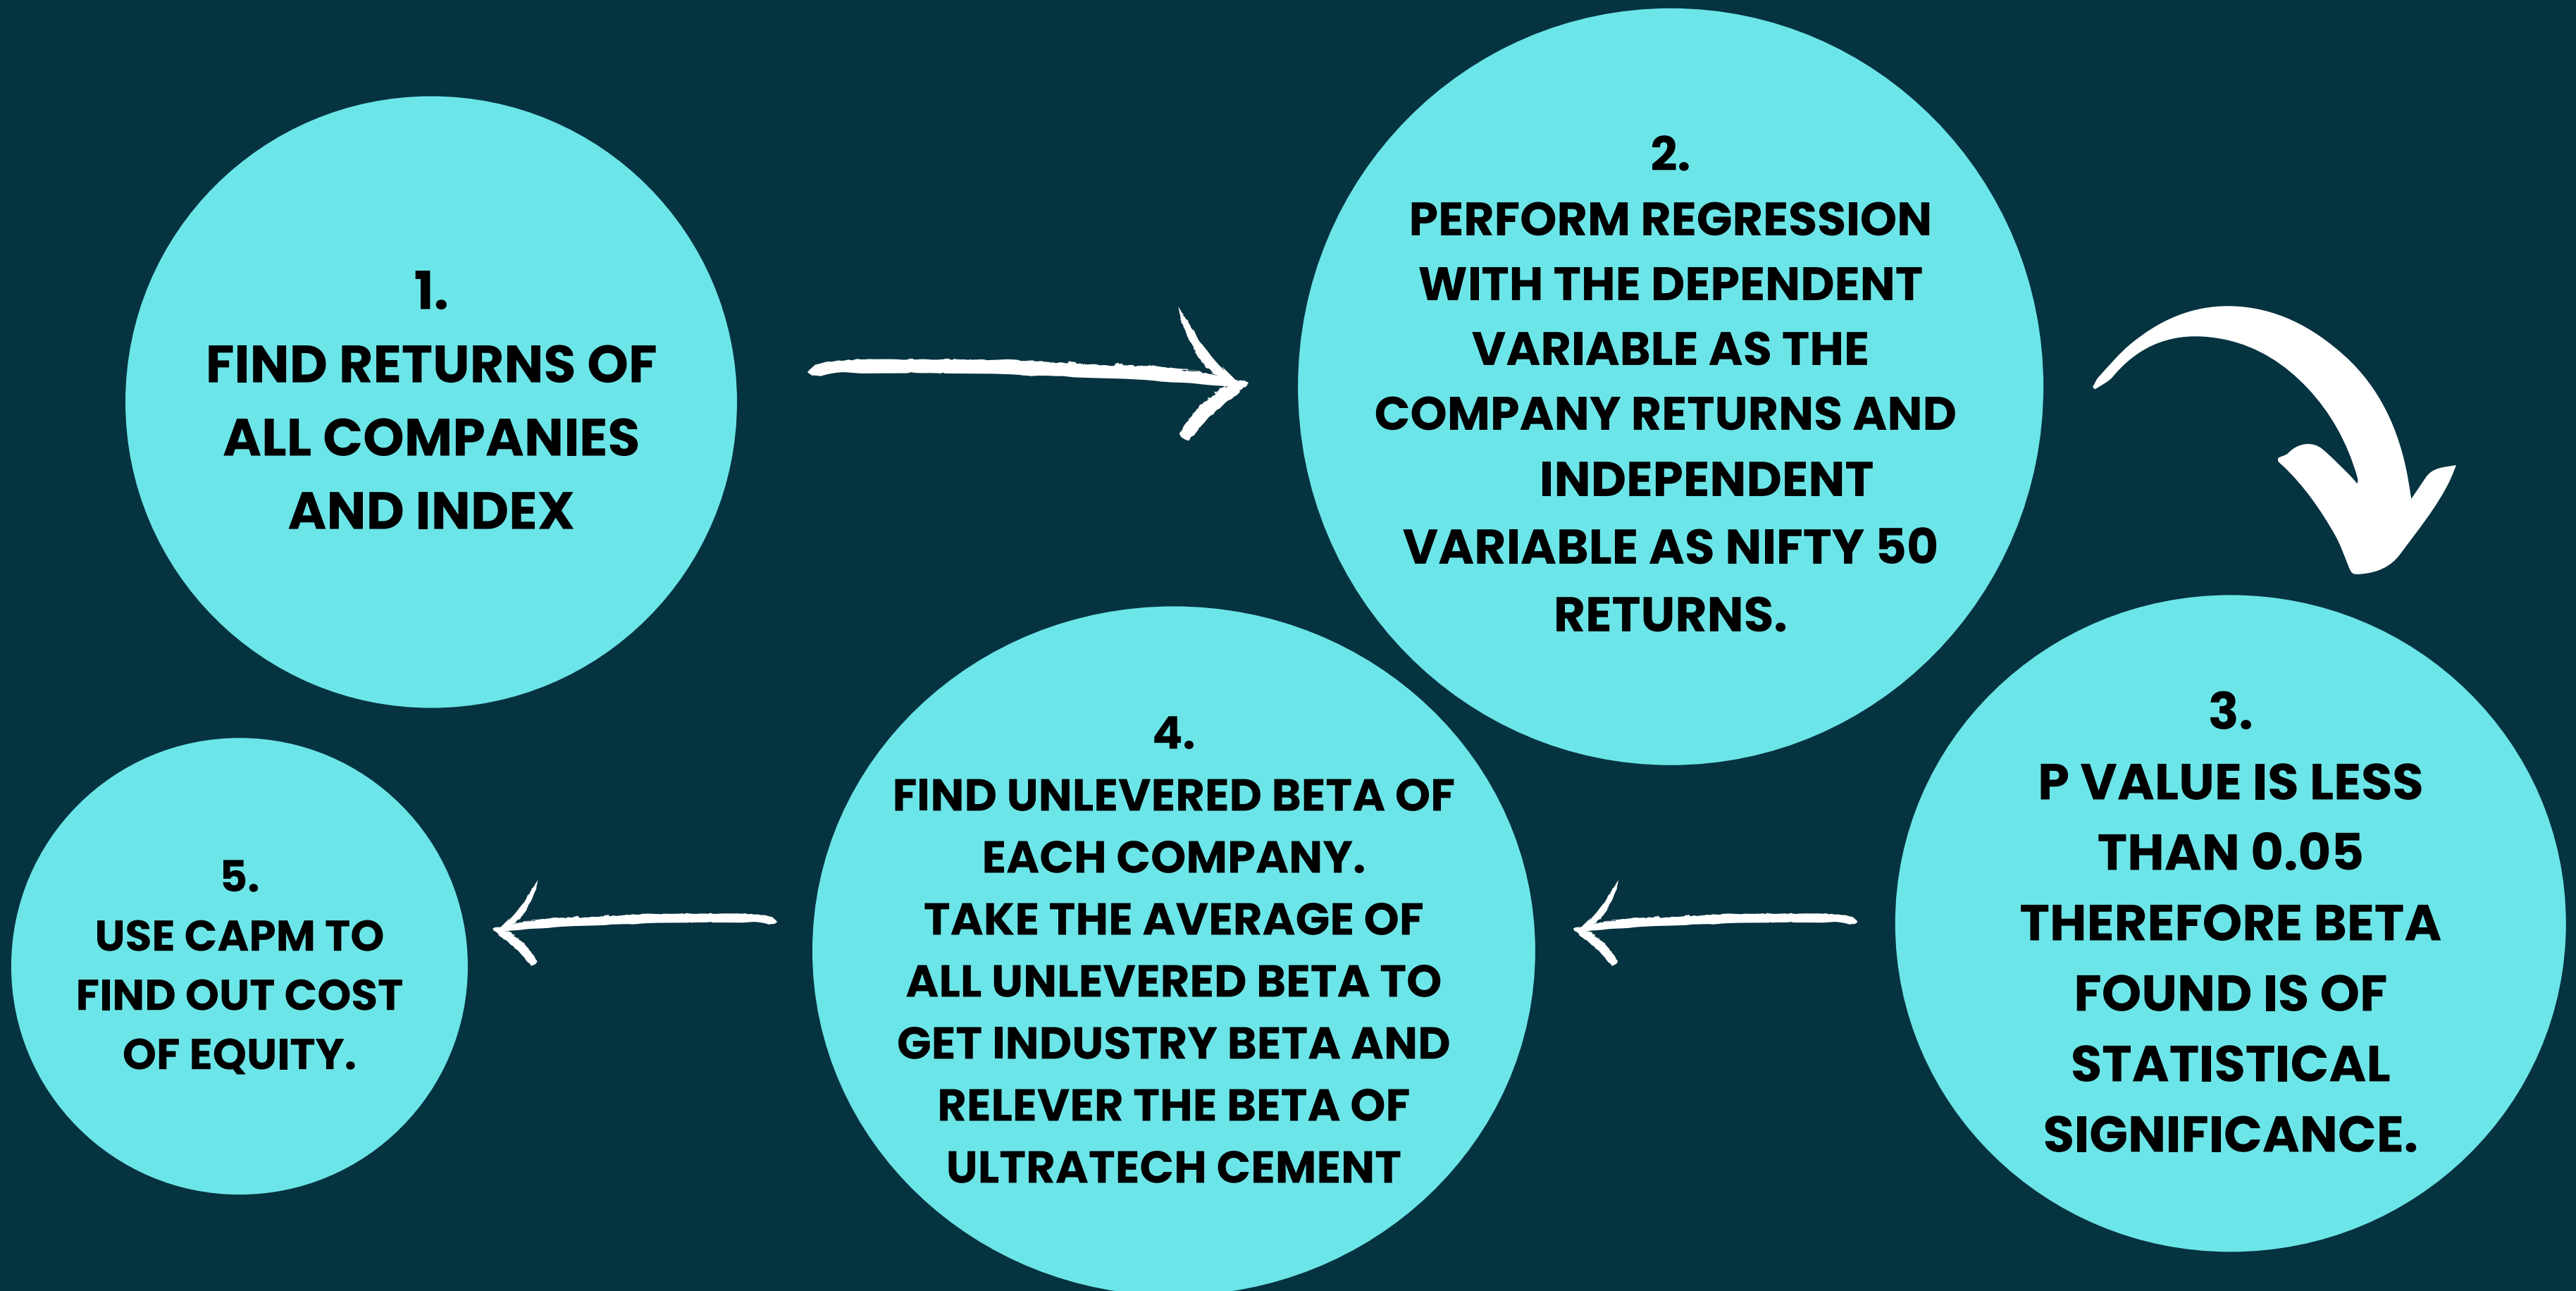 1.
FIND RETURNS OF
ALL COMPANIES
AND INDEX
2.
PERFORM REGRESSION
WITH THE DEPENDENT
VARIABLE AS THE
COMPANY RETURNS AND
INDEPENDENT
VARIABLE AS NIFTY 50
RETURNS.
3.
P VALUE IS LESS
THAN 0.05
THEREFORE BETA
FOUND IS OF
STATISTICAL
SIGNIFICANCE.
4.
FIND UNLEVERED BETA OF
EACH COMPANY.
TAKE THE AVERAGE OF
ALL UNLEVERED BETA TO
GET INDUSTRY BETA AND
RELEVER THE BETA OF
ULTRATECH CEMENT
5.
USE CAPM TO
FIND OUT COST
OF EQUITY.